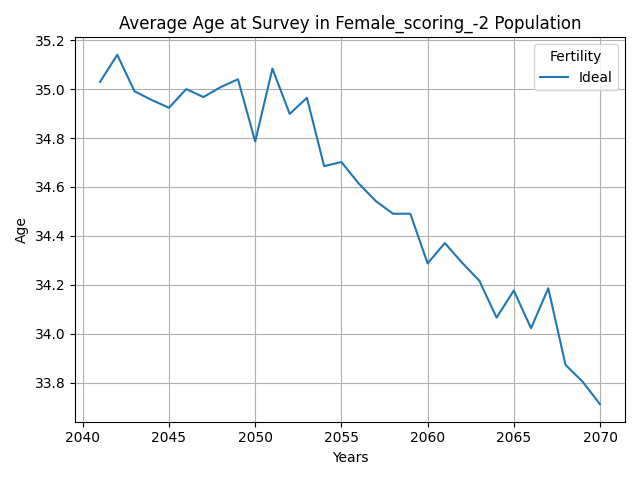 Average Age at Survey in Female_scoring_-2 Population
35.2
35.0
34.8
34.6
34.4
34.2
34.0
33.8
Age
Fertility
Ideal
2040 2045 2050 2055 2060 2065 2070
Years